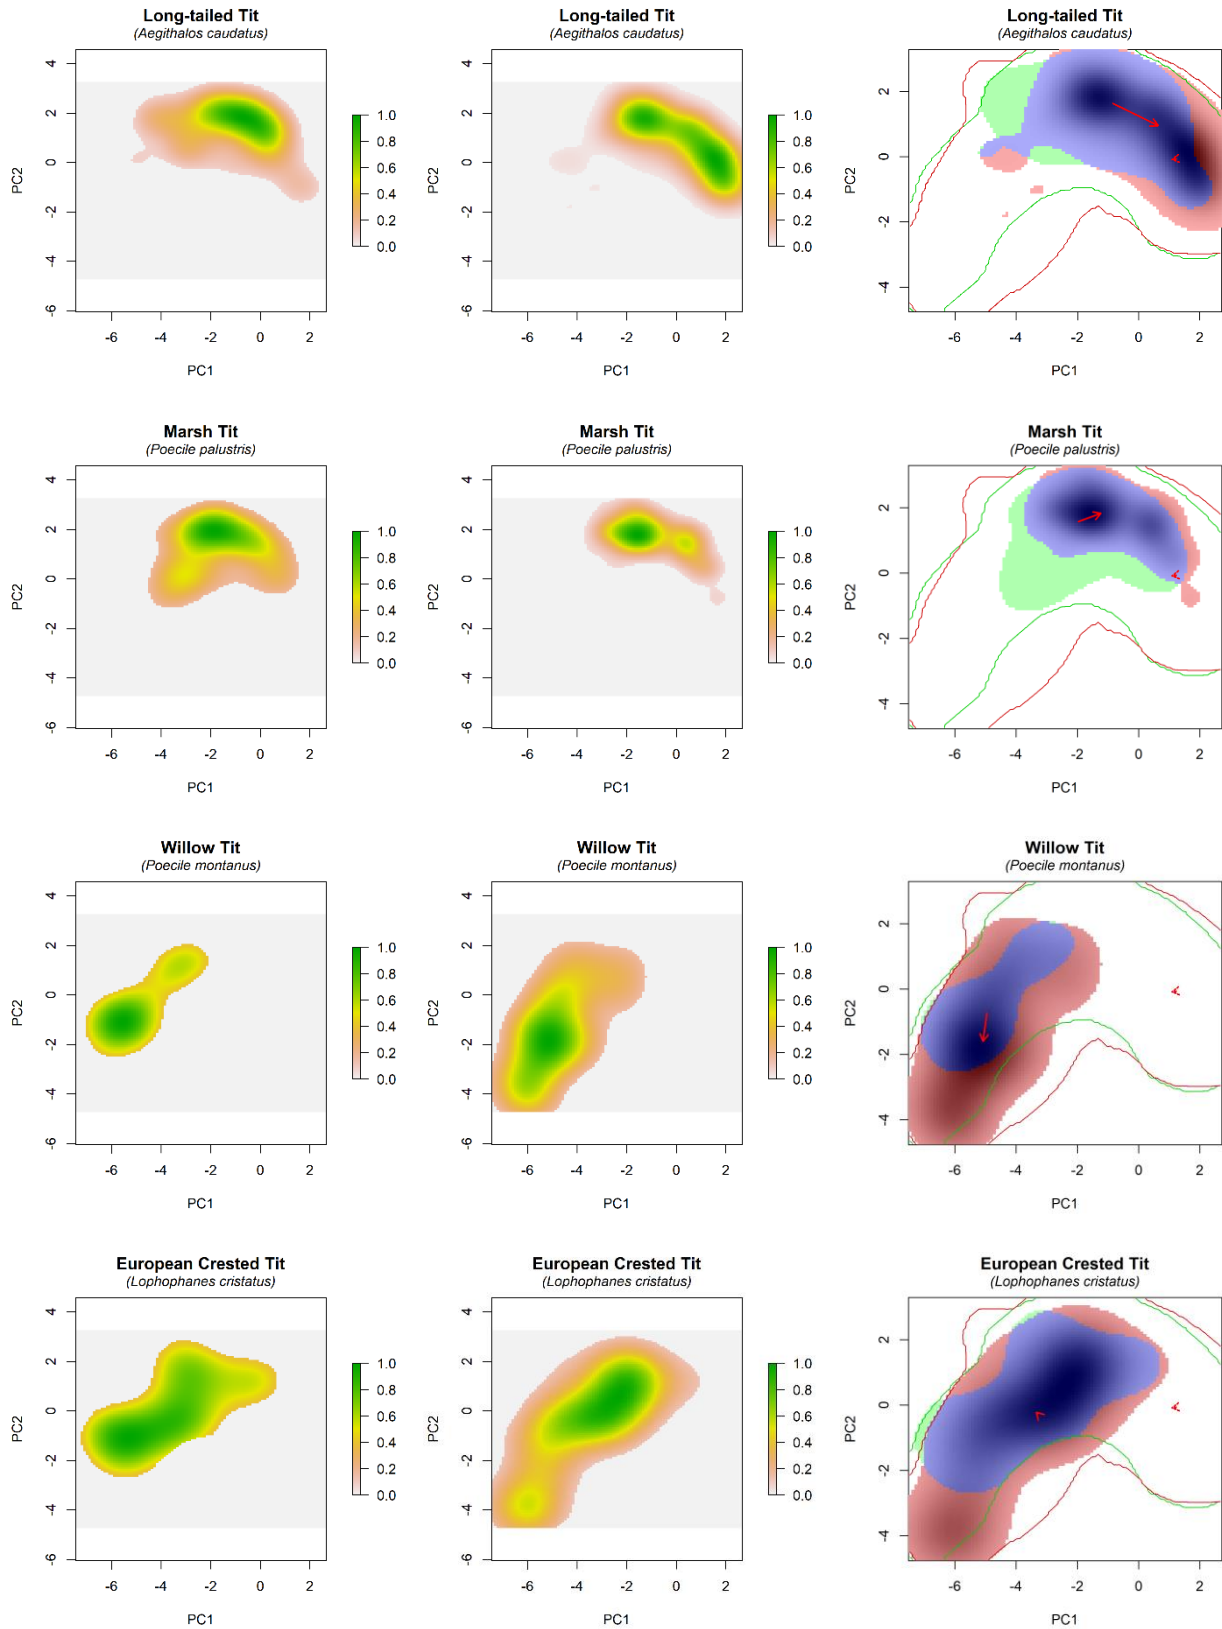 Long-tailed Tit
(Aegithalos caudatus)
PC2
4
2
0
-2
-4
-6
-6 -4 -2 0 2
PC1
1.0
0.8
0.6
0.4
0.2
0.0
Long-tailed Tit
(Aegithalos caudatus)
PC2
4
2
0
-2
-4
-6
-6 -4 -2 0 2
PC1
1.0
0.8
0.6
0.4
0.2
0.0
Long-tailed Tit
(Aegithalos caudatus)
PC2
2
0
-2
-4
-6 -4 -2 0 2
PC1
Marsh Tit
(Poecile palustris)
PC2
4
2
0
-2
-4
-6
-6 -4 -2 0 2
PC1
1.0
0.8
0.6
0.4
0.2
0.0
Marsh Tit
(Poecile palustris)
PC2
4
2
0
-2
-4
-6
-6 -4 -2 0 2
PC1
1.0
0.8
0.6
0.4
0.2
0.0
Marsh Tit
(Poecile palustris)
PC2
2
0
-2
-4
-6 -4 -2 0 2
PC1
Willow Tit
(Poecile montanus)
PC2
4
2
0
-2
-4
-6
-6 -4 -2 0 2
PC1
1.0
0.8
0.6
0.4
0.2
0.0
Willow Tit
(Poecile montanus)
PC2
4
2
0
-2
-4
-6
-6 -4 -2 0 2
PC1
1.0
0.8
0.6
0.4
0.2
0.0
Willow Tit
(Poecile montanus)
PC2
2
0
-2
-4
-6 -4 -2 0 2
PC1
European Crested Tit
(Lophophanes cristatus)
PC2
4
2
0
-2
-4
-6
-6 -4 -2 0 2
PC1
1.0
0.8
0.6
0.4
0.2
0.0
European Crested Tit
(Lophophanes cristatus)
PC2
4
2
0
-2
-4
-6
-6 -4 -2 0 2
PC1
1.0
0.8
0.6
0.4
0.2
0.0
European Crested Tit
(Lophophanes cristatus)
PC2
2
0
-2
-4
-6 -4 -2 0 2
PC1